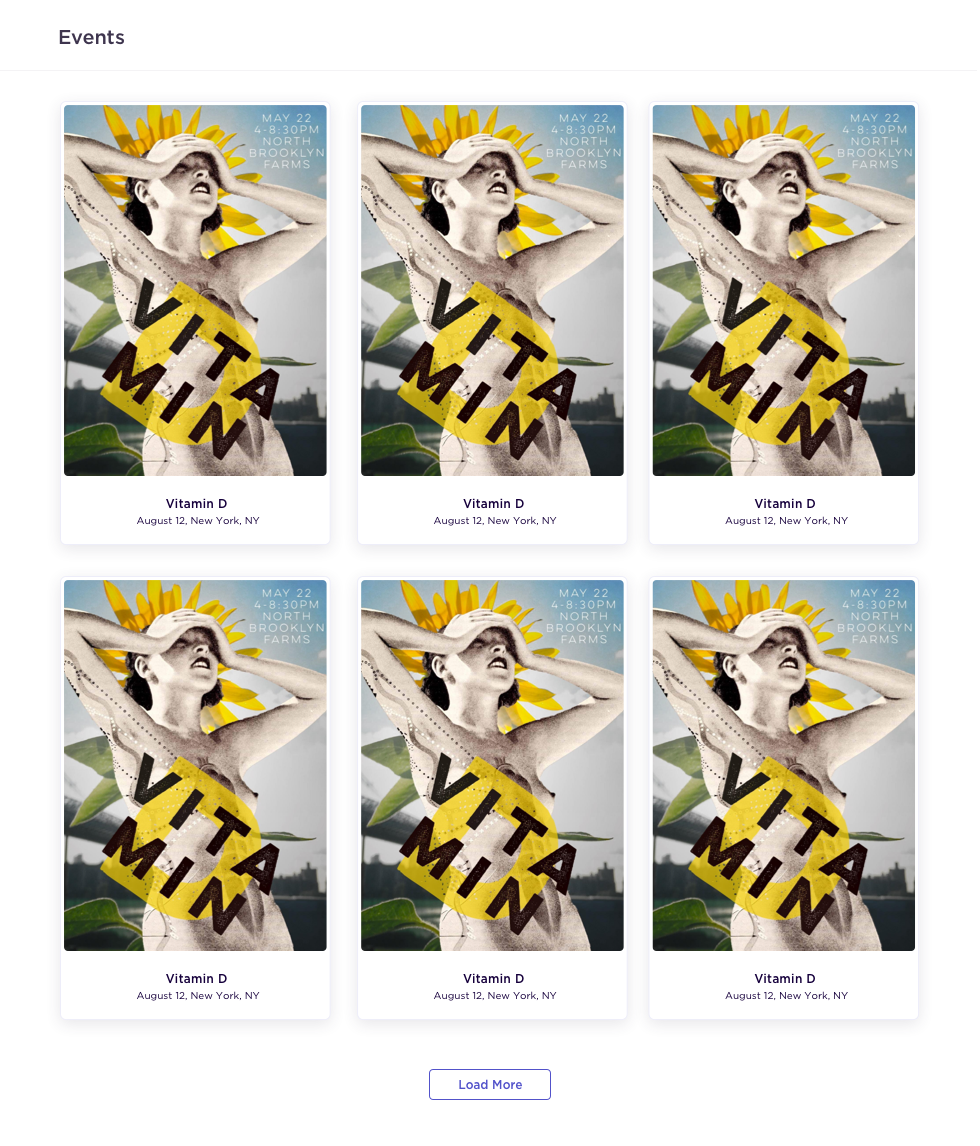 Events
MAY 22
4-8:30PM
NORTH
BROOKLYN
FARMS
VITA
MIN
Vitamin D
August 12, New York, NY
MAY 22
4-8:30PM
NORTH
BROOKLYN
FARMS
VITA
MIN
Vitamin D
August 12, New York, NY
MAY 22
4-8:30PM
NORTH
BROOKLYN
FARMS
VITA
MIN
Vitamin D
August 12, New York, NY
MAY 22
4-8:30PM
NORTH
BROOKLYN
FARMS
VITA
MIN
Vitamin D
August 12, New York, NY
MAY 22
4-8:30PM
NORTH
BROOKLYN
FARMS
VITA
MIN
Vitamin D
August 12, New York, NY
MAY 22
4-8:30PM
NORTH
BROOKLYN
FARMS
VITA
MIN
Vitamin D
August 12, New York, NY
Load More